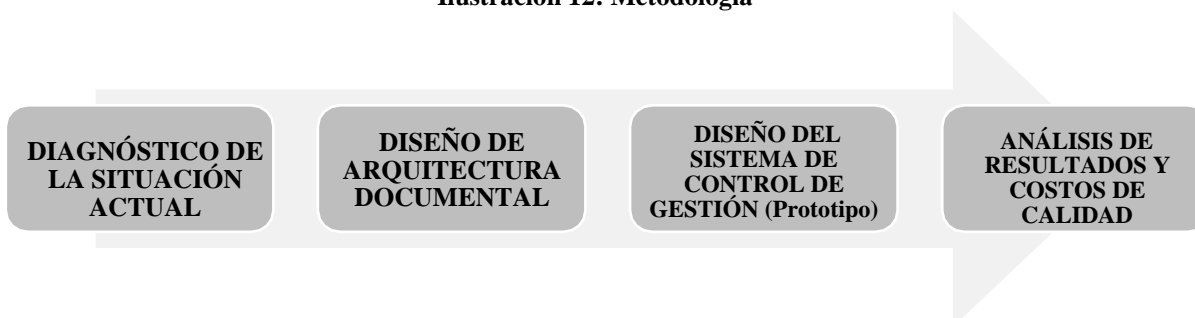 Ilustración 12: Metodología
DIAGNÓSTICO DE
LA SITUACIÓN
ACTUAL
DISEÑO DE
ARQUITECTURA
DOCUMENTAL
DISEÑO DEL
SISTEMA DE
CONTROL DE
GESTIÓN (Prototipo)
ANÁLISIS DE
RESULTADOS Y
COSTOS DE
CALIDAD